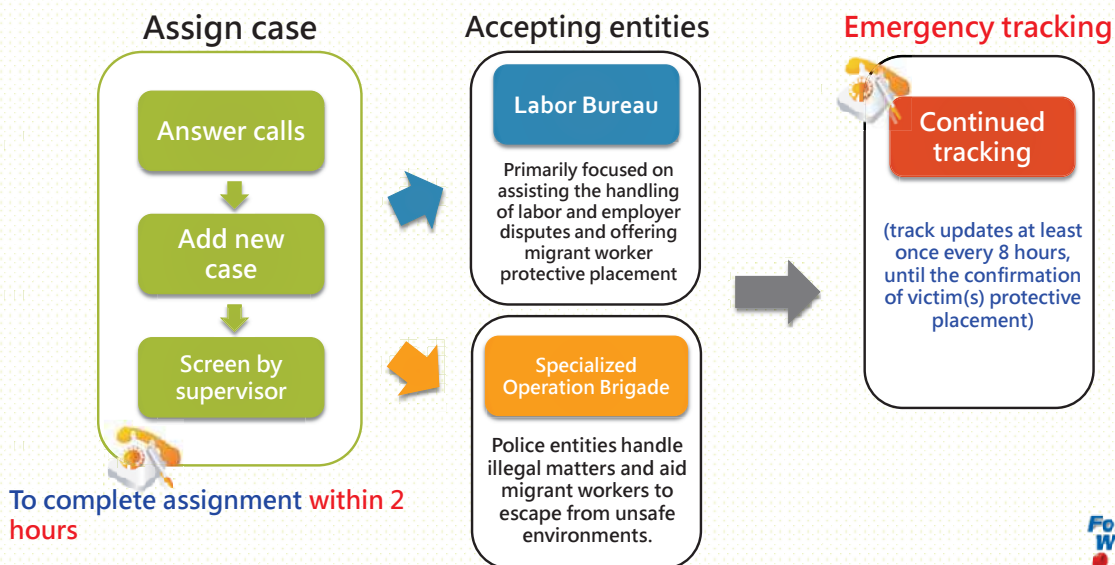 Assign case
Answer calls
Add new
case
Screen by
supervisor
To complete assignment within 2
hours
Accepting entities
Labor Bureau
Primarily focused on
assisting the handling
of labor and employer
disputes and offering
migrant worker
protective placement
Specialized
Operation Brigade
Police entities handle
illegal matters and aid
migrant workers to
escape from unsafe
environments.
Emergency tracking
Continued
tracking
(track updates at least
once every 8 hours,
until the confirmation
of victim(s) protective
placement)